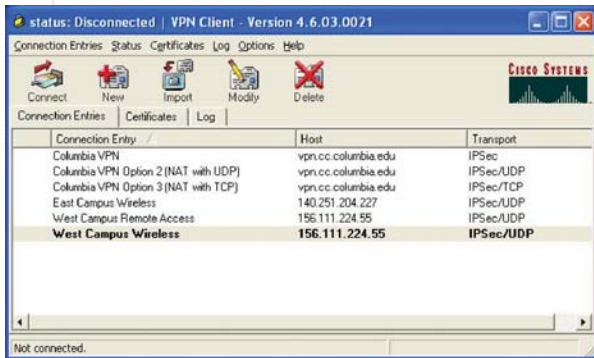 status: Disconnected | VPN Client - Version 4.6.03.0021
Connection Entries Status Certificates Log Options Help
Connect New Import Modify Delete
CISCO SYSTEMS
Connection Entries Certificates Log
Connection Entry Host Transport
Columbia VPN vpn.cc.columbia.edu IPSec
Columbia VPN Option 2 (NAT with UDP) vpn.cc.columbia.edu IPSec/UDP
Columbia VPN Option 3 (NAT with TCP) vpn.cc.columbia.edu IPSec/TCP
East Campus Wireless 140.251.204.227 IPSec/UDP
West Campus Remote Access 156.111.224.55 IPSec/UDP
West Campus Wireless 156.111.224.55 IPSec/UDP
Not connected.